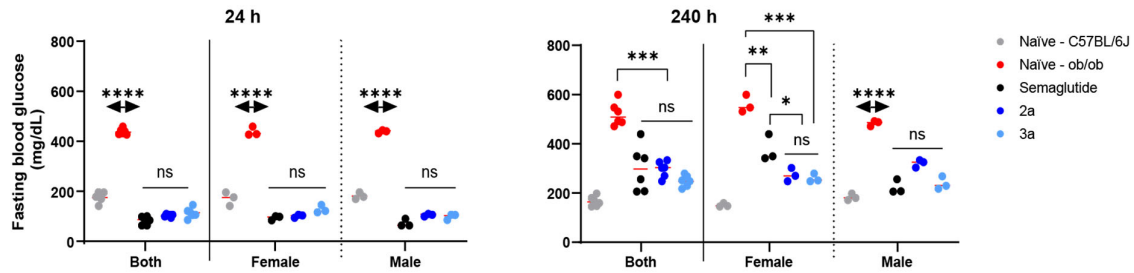 24 h
Fasting blood glucose
(mg/dL)
800
600
400
200
0
****
****
****
ns
ns
ns
Both
Female
Male
240 h
800
600
400
200
0
***
ns
***
**
*
ns
****
ns
Both
Female
Male
Naïve - C57BL/6J
Naïve - ob/ob
Semaglutide
2a
3a